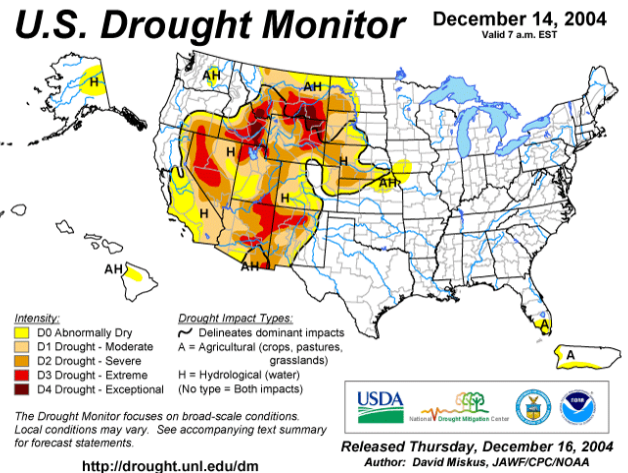 U.S. Drought Monitor
December 14, 2004
Valid 7 a.m. EST
H
AH
AH
H
H
AH
H
H
AH
AH
A
A
Intensity:
D0 Abnormally Dry
D1 Drought - Moderate
D2 Drought - Severe
D3 Drought - Extreme
D4 Drought - Exceptional
Drought Impact Types:
Delineates dominant impacts
A = Agricultural (crops, pastures,
grasslands)
H = Hydrological (water)
(No type = Both impacts)
The Drought Monitor focuses on broad-scale conditions.
Local conditions may vary. See accompanying text summary
for forecast statements.
http://drought.unl.edu/dm
USDA
National Drought Mitigation Center
noaa
Released Thursday, December 16, 2004
Author: David Miskus, JAWF/CPC/NOAA